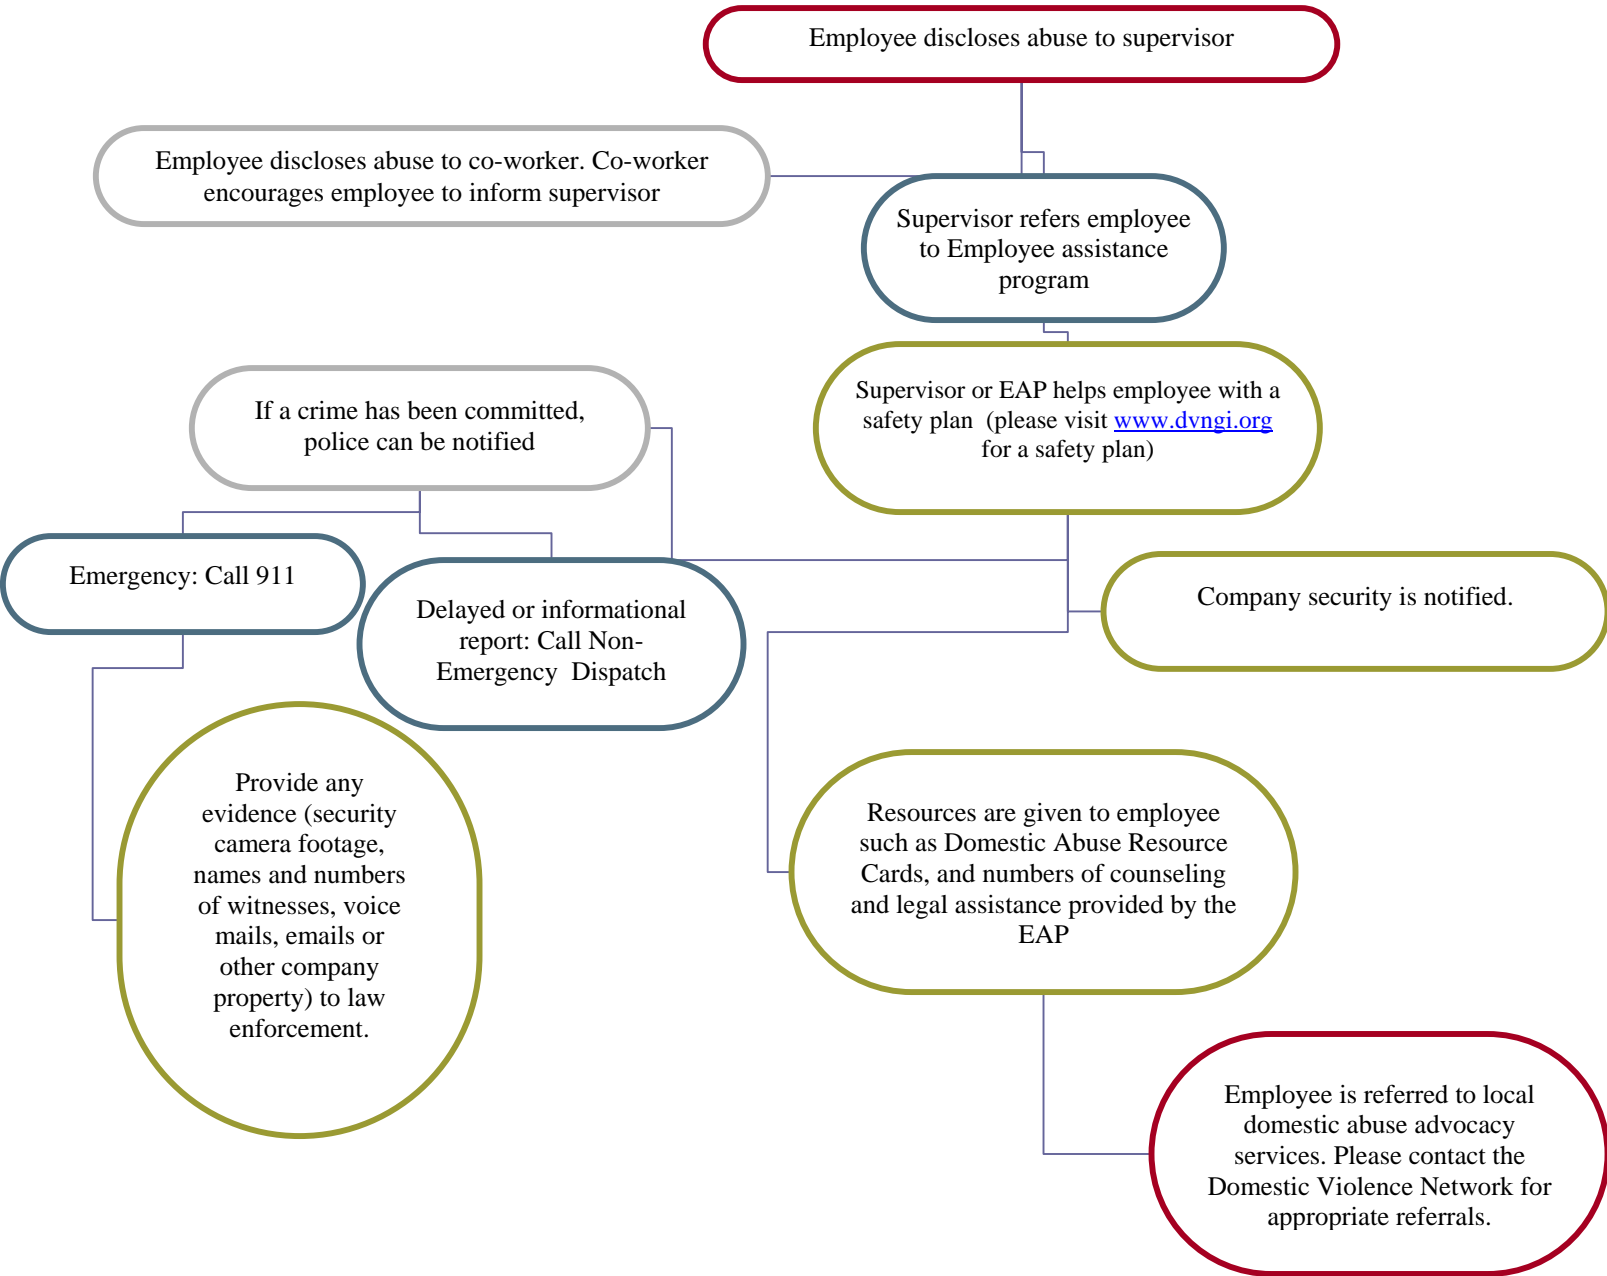 Employee discloses abuse to supervisor
Employee discloses abuse to co-worker. Co-worker
encourages employee to inform supervisor
Supervisor refers employee
to Employee assistance
program
Supervisor or EAP helps employee with a
safety plan  (please visit www.dvngi.org
for a safety plan)
If a crime has been committed,
police can be notified
Emergency: Call 911
Delayed or informational
report: Call Non-
Emergency  Dispatch
Company security is notified.
Provide any
evidence (security
camera footage,
names and numbers
of witnesses, voice
mails, emails or
other company
property) to law
enforcement.
Resources are given to employee
such as Domestic Abuse Resource
Cards, and numbers of counseling
and legal assistance provided by the
EAP
Employee is referred to local
domestic abuse advocacy
services. Please contact the
Domestic Violence Network for
appropriate referrals.